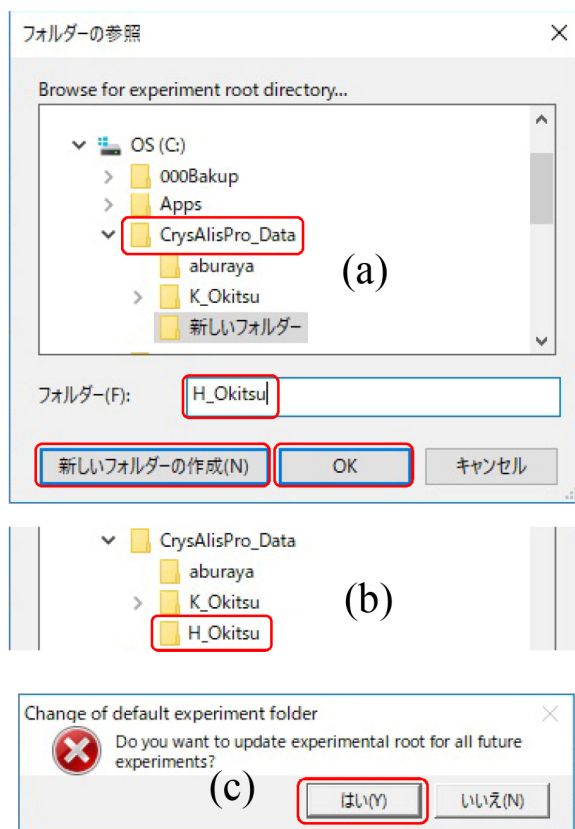 フォルダーの参照
Browse for experiment root directory...
OS (C:)
000Bakup
Apps
CrysAlisPro_Data
aburaya
K_Okitsu
新しいフォルダー
(a)
フォルダー(F): H_Okitsu
新しいフォルダーの作成(N) OK キャンセル
CrysAlisPro_Data
aburaya
K_Okitsu
H_Okitsu
(b)
Change of default experiment folder
Do you want to update experimental root for all future
experiments?
(c)
はい(Y) いいえ(N)